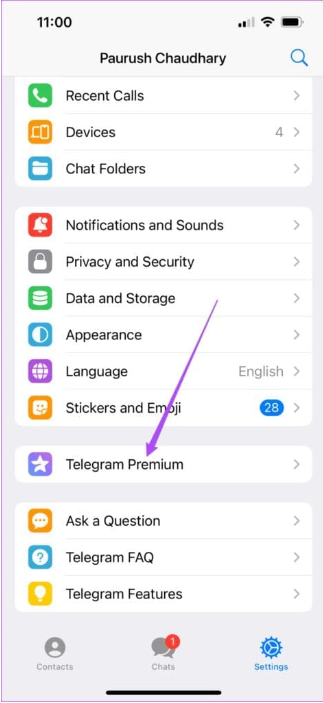 11:00
Paurush Chaudhary
Recent Calls
Devices 4
Chat Folders
Notifications and Sounds
Privacy and Security
Data and Storage
Appearance
Language English
Stickers and Emoji 28
Telegram Premium
Ask a Question
Telegram FAQ
Telegram Features
1
Contacts Chats Settings